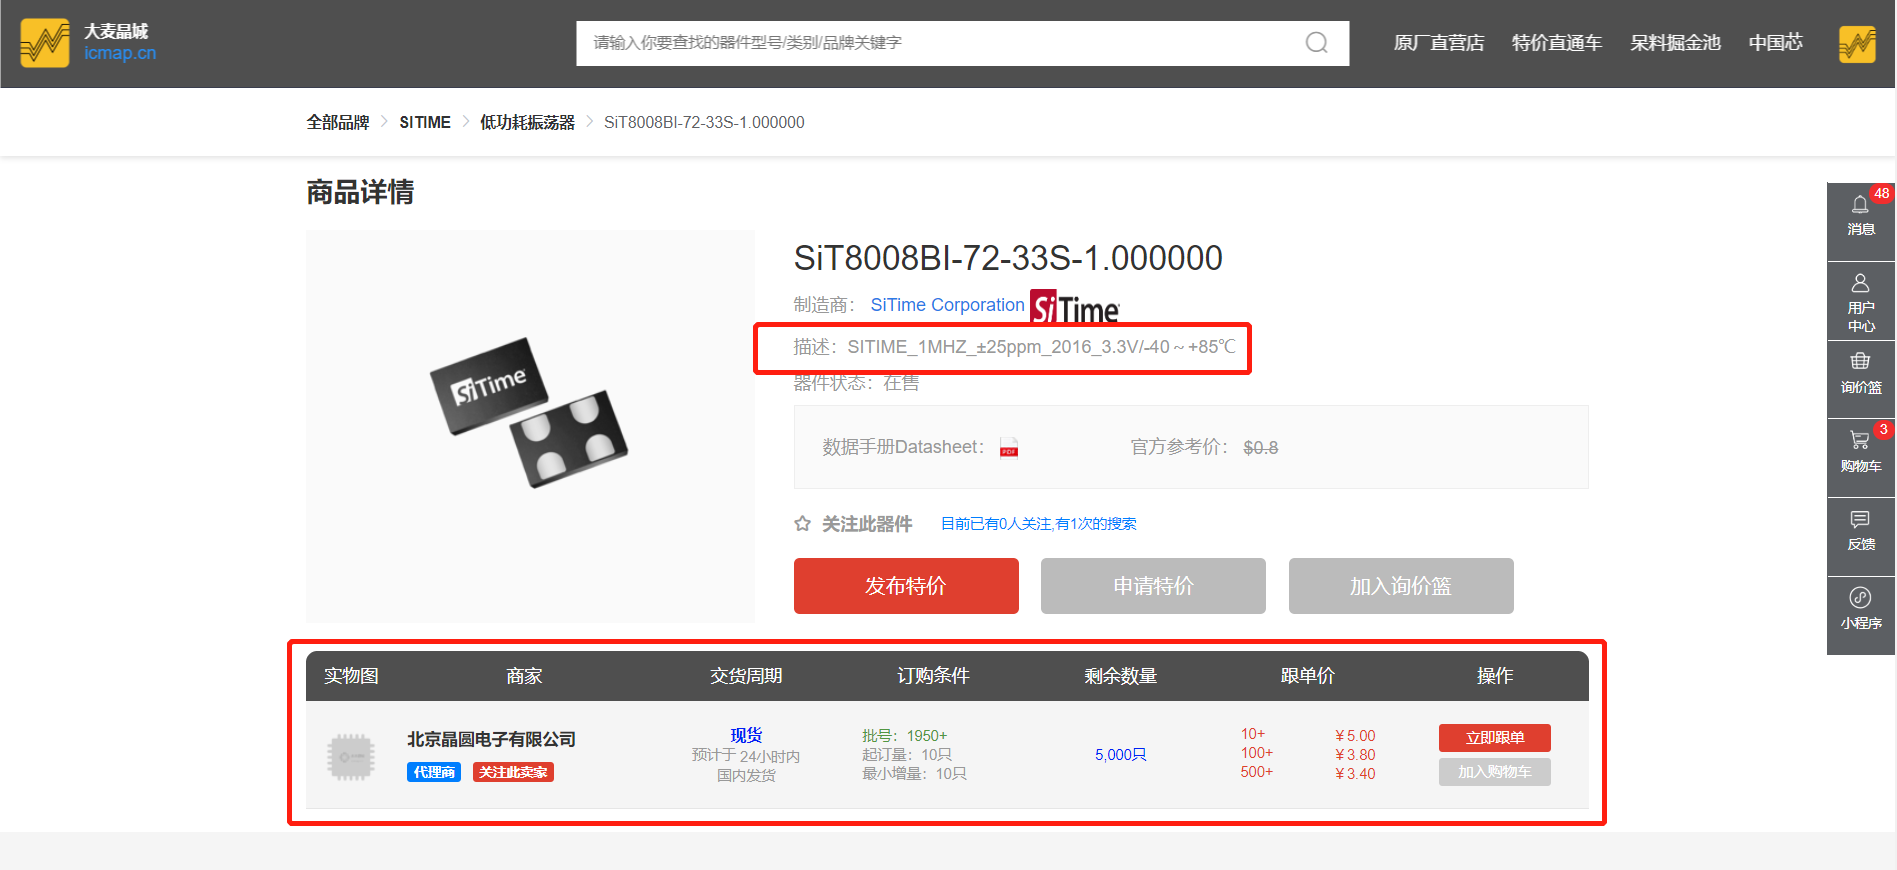 大麦晶城
icmap.cn
请输入你要查找的器件型号/类别/品牌关键字
原厂直营店 特价直通车 呆料掘金池 中国芯
全部品牌 > SITIME > 低功耗振荡器 > SiT8008BI-72-33S-1.000000
商品详情
SiTime
SiT8008BI-72-33S-1.000000
制造商： SiTime Corporation SiTime
描述：SITIME_1MHZ_±25ppm_2016_3.3V/-40～+85℃
器件状态：在售
数据手册Datasheet： PDF 官方参考价： $0.8
关注此器件 目前已有0人关注,有1次的搜索
发布特价 申请特价 加入询价篮
实物图 商家 交货周期 订购条件 剩余数量 跟单价 操作
北京晶圆电子有限公司
代理商 关注此卖家
现货
预计于 24小时内
国内发货
批号：1950+
起订量：10只
最小增量：10只
5,000只
10+ ￥5.00
100+ ￥3.80
500+ ￥3.40
立即跟单
加入购物车
48
消息
用户
中心
询价篮
3
购物车
反馈
小程序